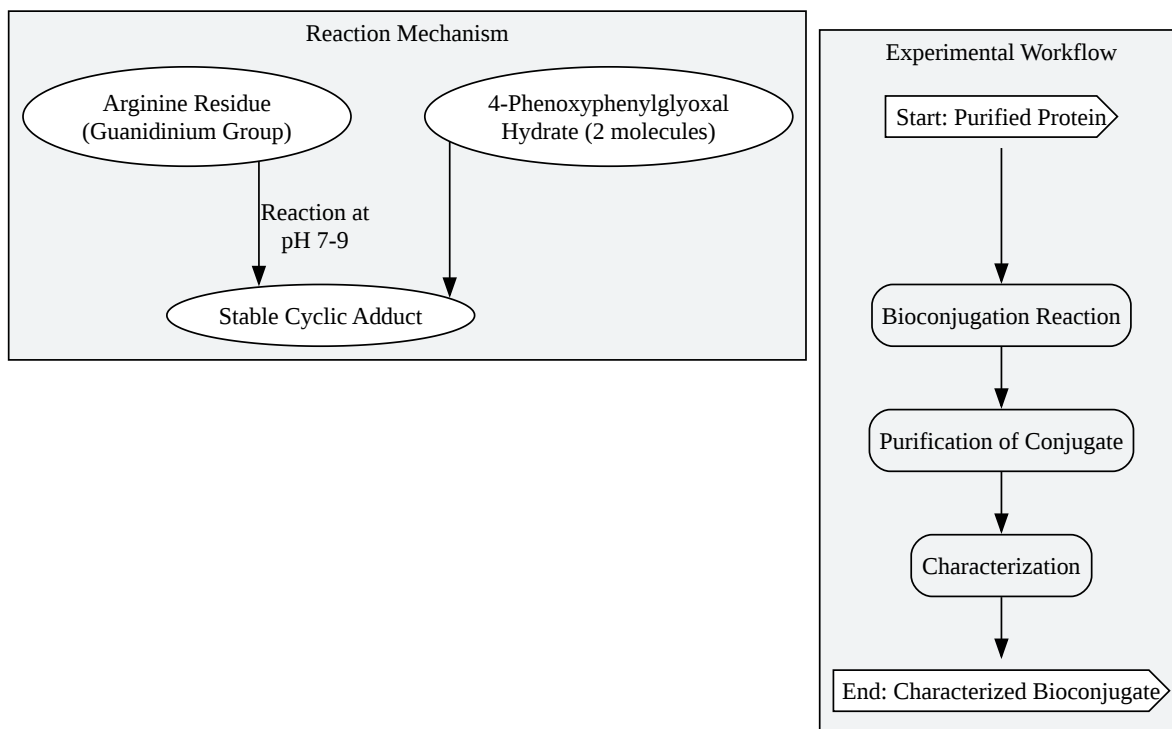 Reaction Mechanism
Arginine Residue
(Guanidinium Group)
4-Phenoxyphenylglyoxal
Hydrate (2 molecules)
Reaction at
pH 7-9
Stable Cyclic Adduct
Experimental Workflow
Start: Purified Protein
Bioconjugation Reaction
Purification of Conjugate
Characterization
End: Characterized Bioconjugate